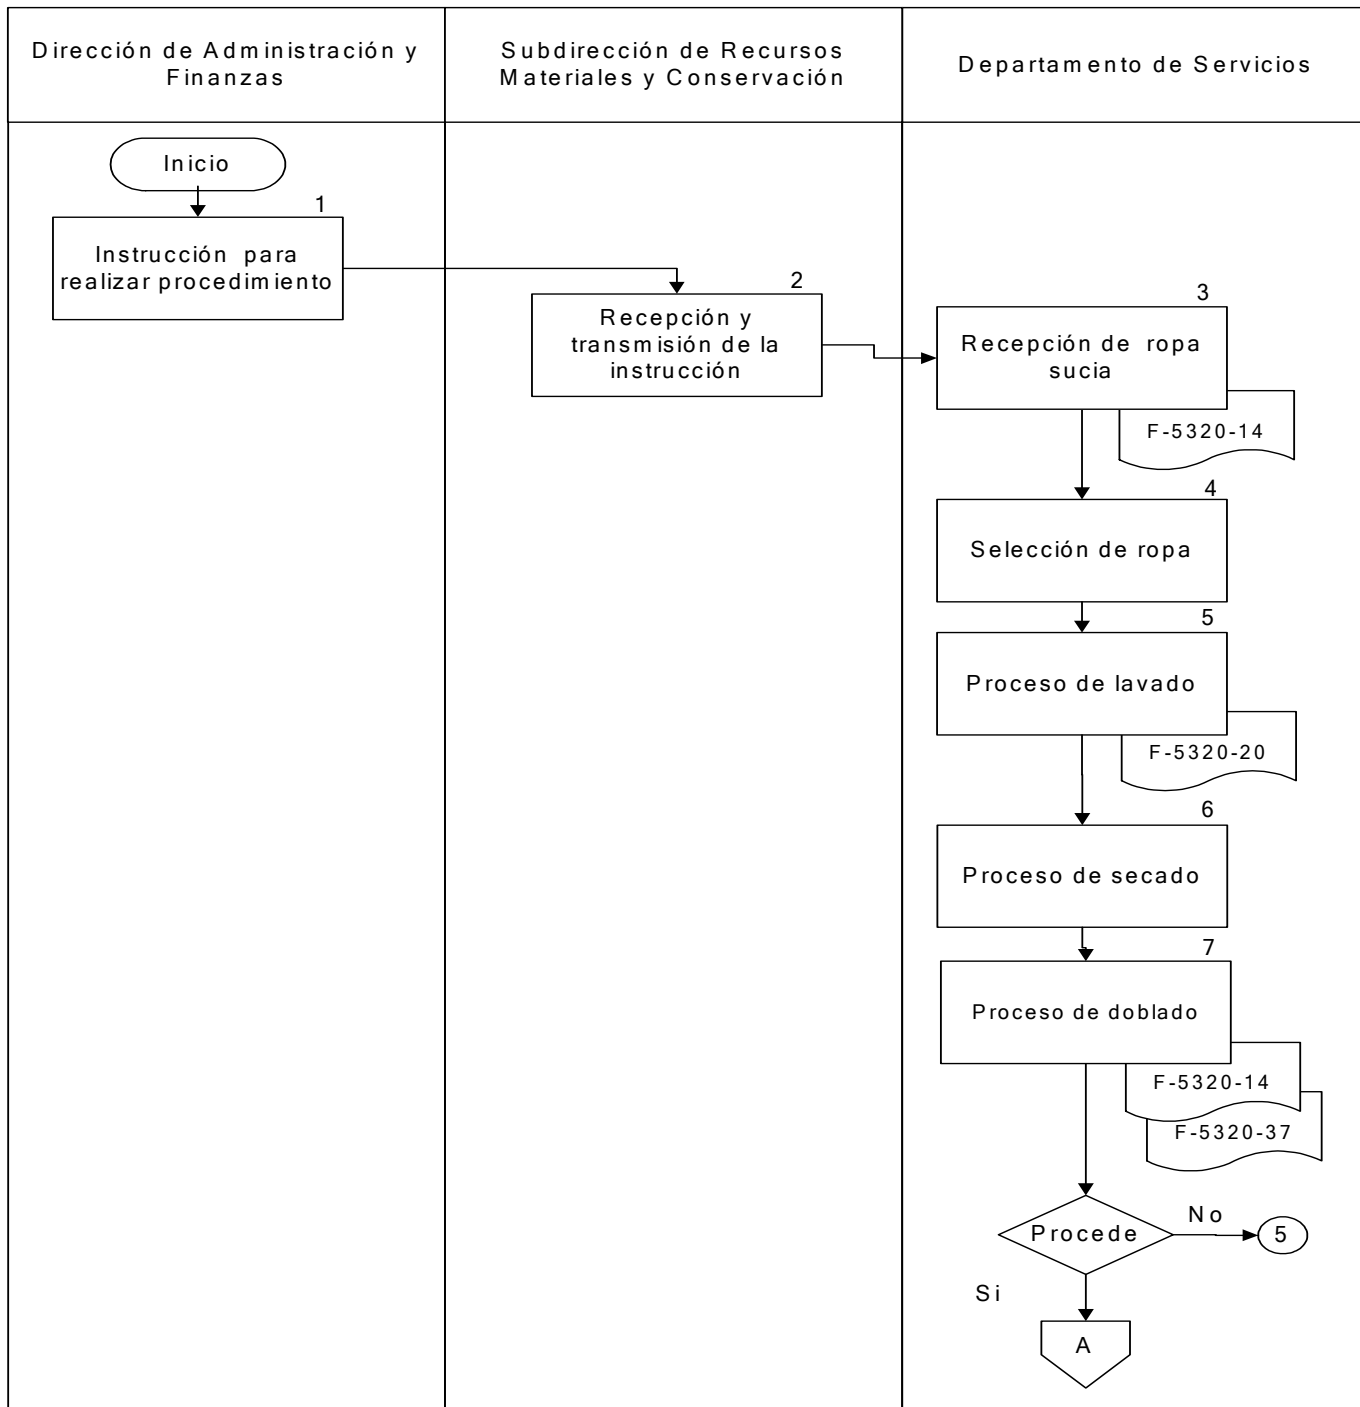 Dirección de Administración y
Finanzas
Subdirección de Recursos
Materiales y Conservación
Departamento de Servicios
Inicio
1
Instrucción para
realizar procedimiento
2
Recepción y
transmisión de la
instrucción
3
Recepción de ropa
sucia
F-5320-14
4
Selección de ropa
5
Proceso de lavado
F-5320-20
6
Proceso de secado
7
Proceso de doblado
F-5320-14
F-5320-37
Procede
No
5
Si
A